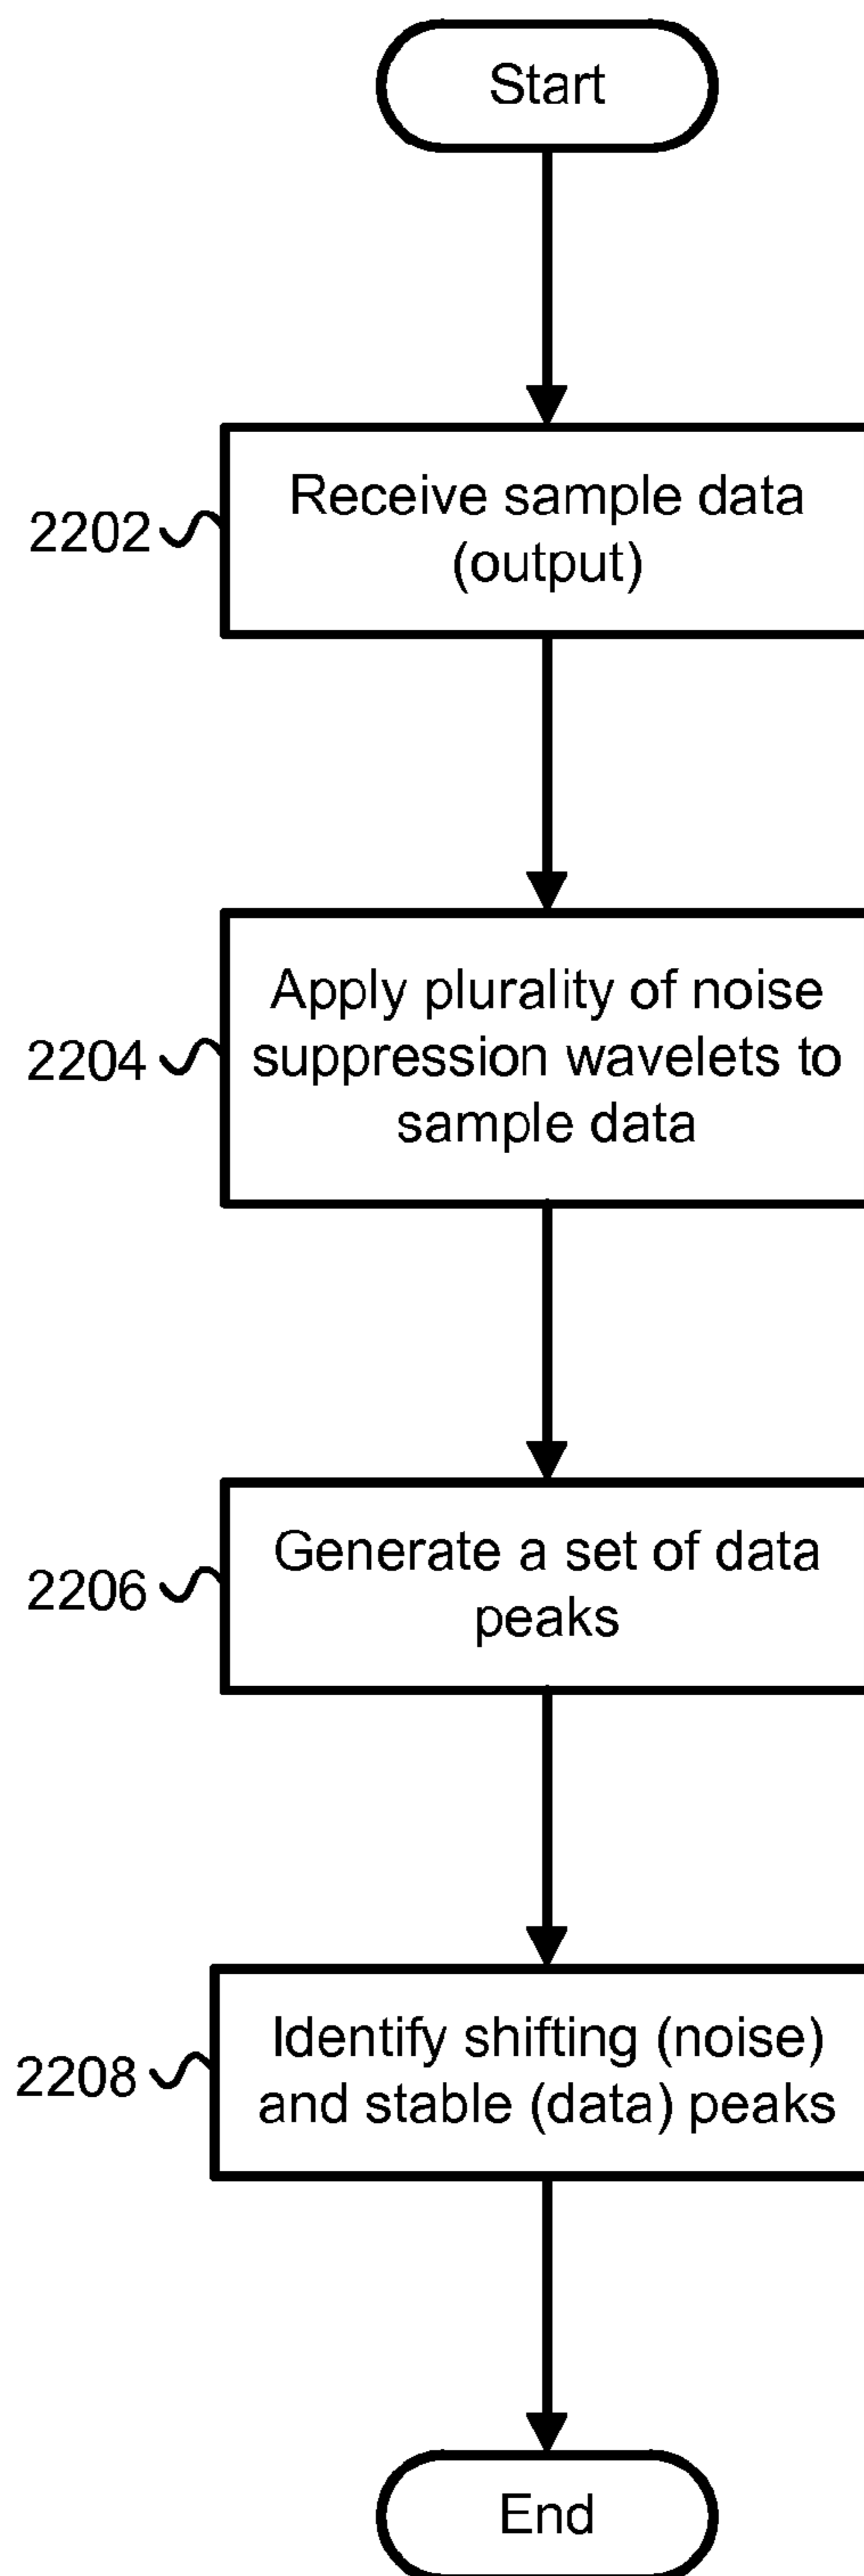 Start
2202
Receive sample data
(output)
2204
Apply plurality of noise
suppression wavelets to
sample data
2206
Generate a set of data
peaks
2208
Identify shifting (noise)
and stable (data) peaks
End